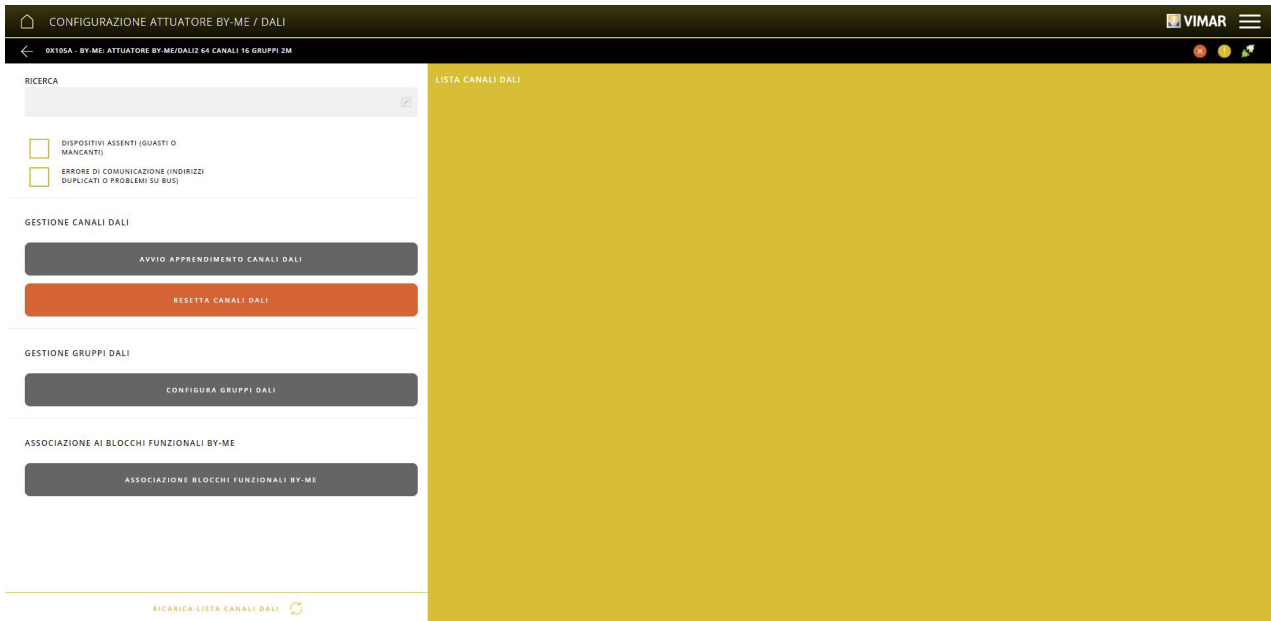 CONFIGURAZIONE ATTUATORE BY-ME / DALI
VIMAR
0X105A - BY-ME: ATTUATORE BY-ME/DALI2 64 CANALI 16 GRUPPI 2M
RICERCA
LISTA CANALI DALI
DISPOSITIVI ASSENTI (GUASTI O
MANCANTI)
ERRORE DI COMUNICAZIONE (INDIRIZZI
DUPLICATI O PROBLEMI SU BUS)
GESTIONE CANALI DALI
AVVIO APPRENDIMENTO CANALI DALI
RESETTA CANALI DALI
GESTIONE GRUPPI DALI
CONFIGURA GRUPPI DALI
ASSOCIAZIONE AI BLOCCHI FUNZIONALI BY-ME
ASSOCIAZIONE BLOCCHI FUNZIONALI BY-ME
RICARICA LISTA CANALI DALI